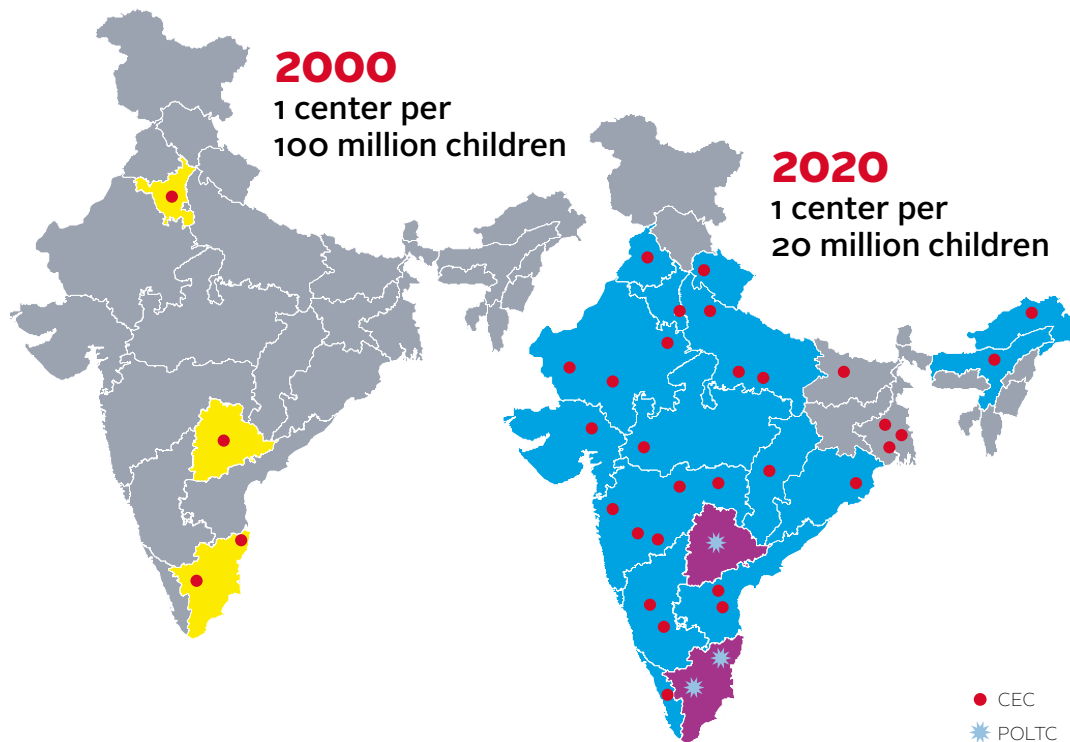 2000
1 center per
100 million children
2020
1 center per
20 million children
CEC
POLTC